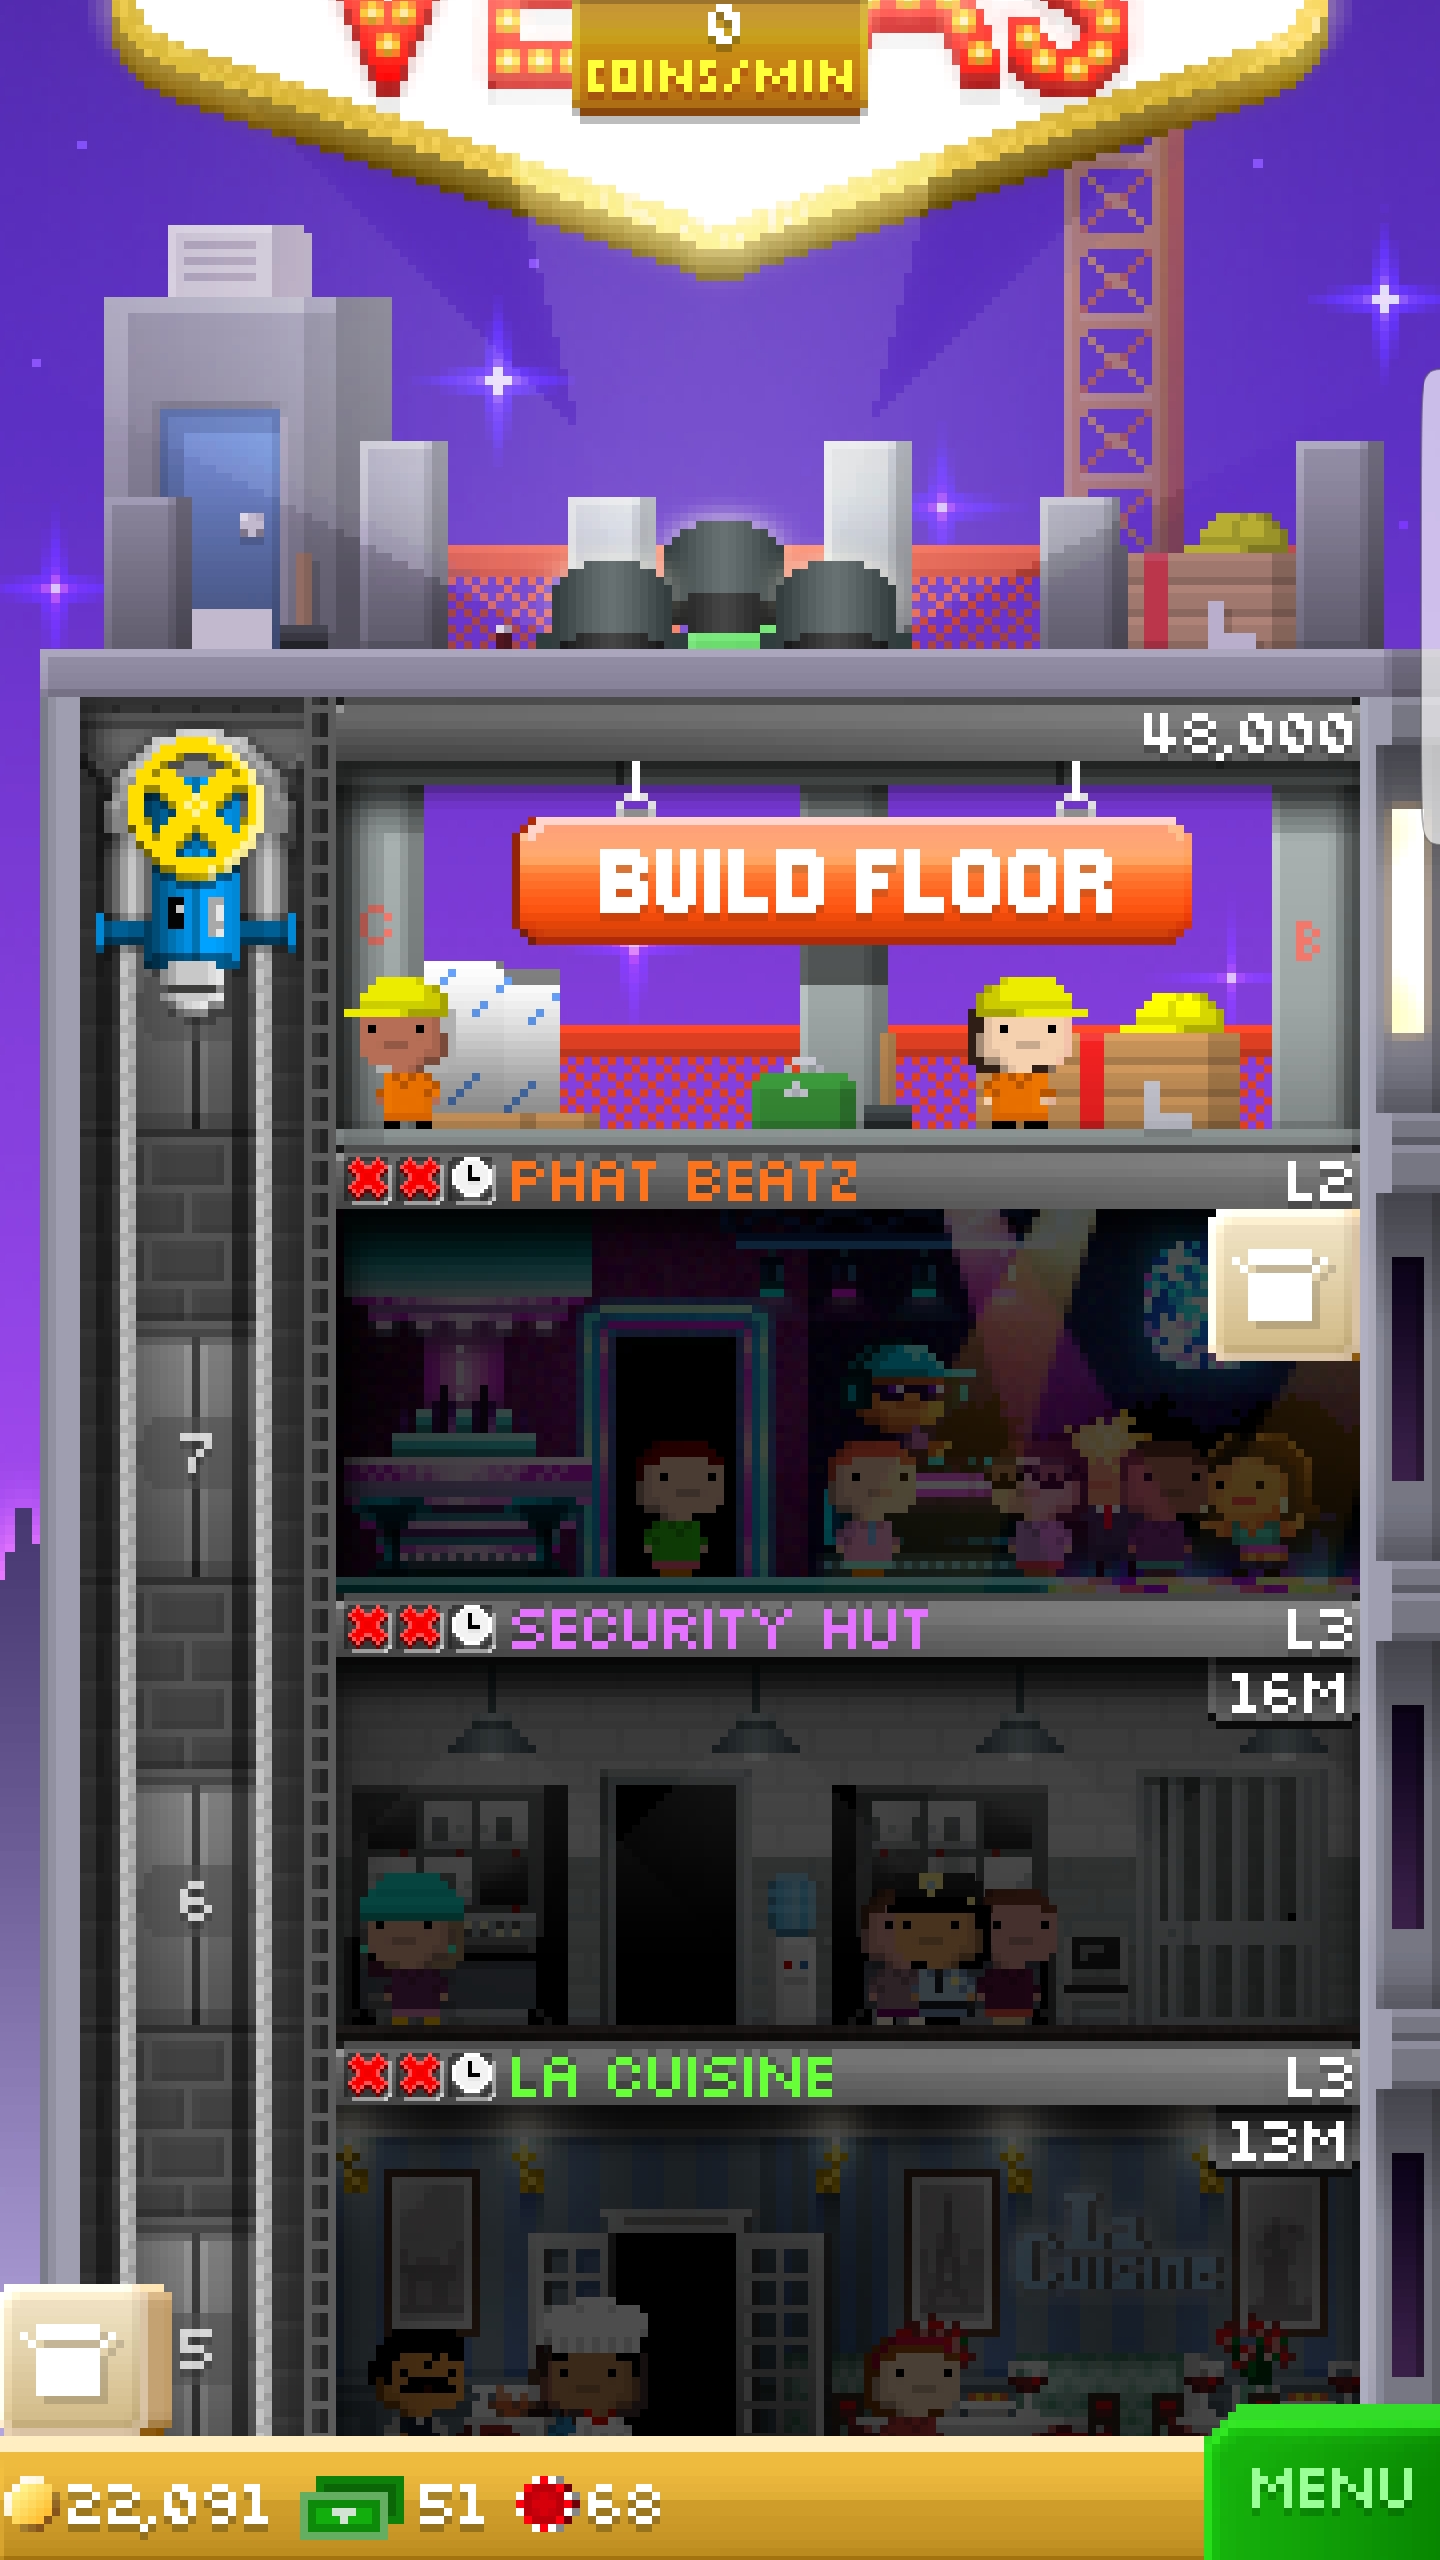 0
COINS/MIN
48,000
BUILD FLOOR
C
B
PHAT BEATZ L2
7
SECURITY HUT L3
16M
6
LA CUISINE L3
13M
La
Cuisine
5
22,091 51 68
MENU